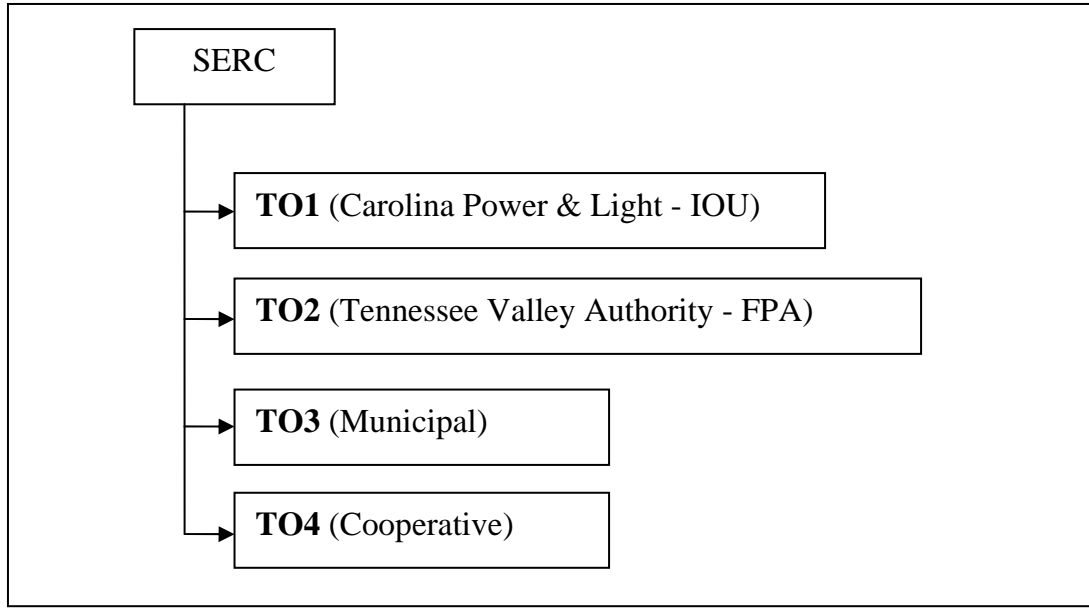 SERC
TO1 (Carolina Power & Light - IOU)
TO2 (Tennessee Valley Authority - FPA)
TO3 (Municipal)
TO4 (Cooperative)